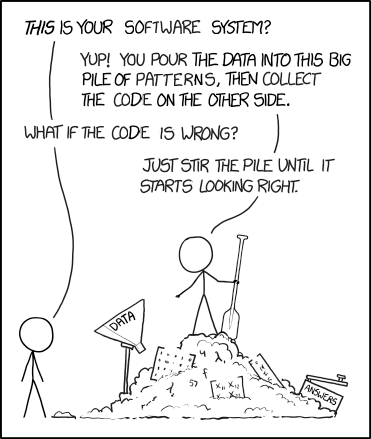 THIS IS YOUR SOFTWARE SYSTEM?
YUP! YOU POUR THE DATA INTO THIS BIG
PILE OF PATTERNS, THEN COLLECT
THE CODE ON THE OTHER SIDE.
WHAT IF THE CODE IS WRONG?
JUST STIR THE PILE UNTIL IT
STARTS LOOKING RIGHT.
DATA
ANSWERS